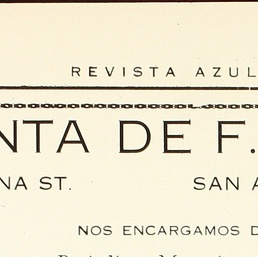 REVISTA AZUL
NTA DE F.
NA ST. SAN A
NOS ENCARGAMOS D